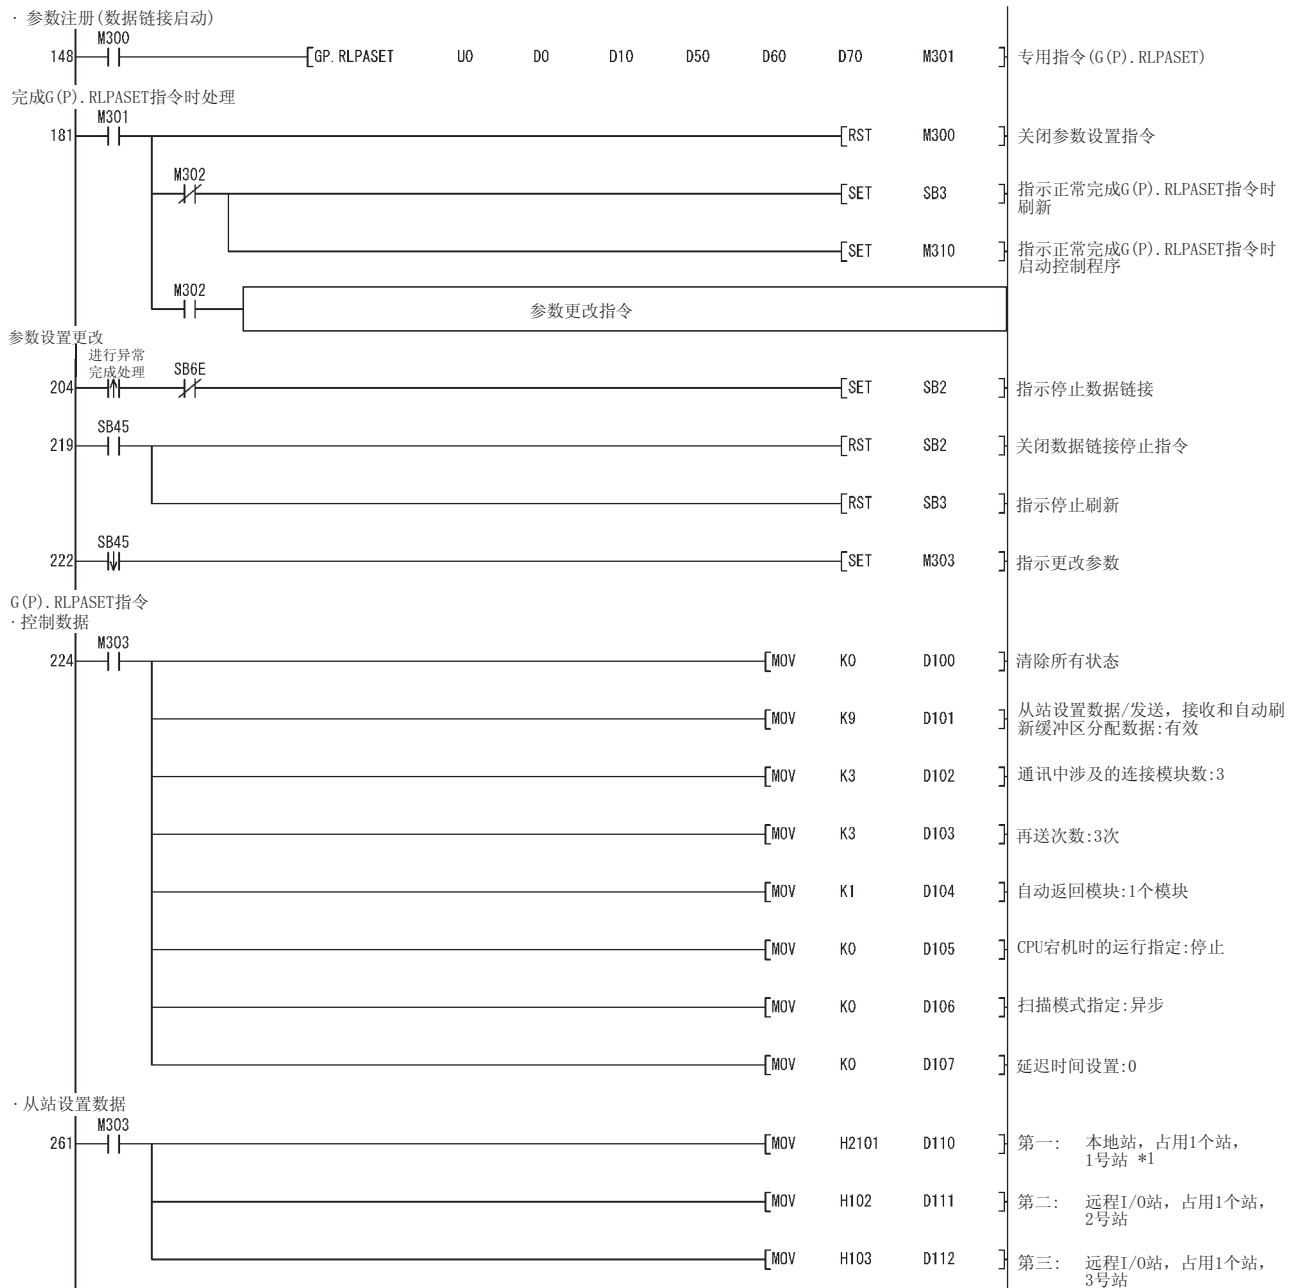 · 参数注册(数据链接启动)
M300
148 [GP.RLPASET U0 D0 D10 D50 D60 D70 M301 ] 专用指令(G(P).RLPASET)
完成G(P).RLPASET指令时处理
M301
181 [RST M300 ] 关闭参数设置指令
M302
[SET SB3 ] 指示正常完成G(P).RLPASET指令时
刷新
[SET M310 ] 指示正常完成G(P).RLPASET指令时
启动控制程序
M302
参数更改指令
参数设置更改
进行异常
完成处理 SB6E
204 [SET SB2 ] 指示停止数据链接
SB45
219 [RST SB2 ] 关闭数据链接停止指令
[RST SB3 ] 指示停止刷新
SB45
222 [SET M303 ] 指示更改参数
G(P).RLPASET指令
· 控制数据
M303
224 [MOV K0 D100 ] 清除所有状态
[MOV K9 D101 ] 从站设置数据/发送，接收和自动刷
新缓冲区分配数据:有效
[MOV K3 D102 ] 通讯中涉及的连接模块数:3
[MOV K3 D103 ] 再送次数:3次
[MOV K1 D104 ] 自动返回模块:1个模块
[MOV K0 D105 ] CPU宕机时的运行指定:停止
[MOV K0 D106 ] 扫描模式指定:异步
[MOV K0 D107 ] 延迟时间设置:0
· 从站设置数据
M303
261 [MOV H2101 D110 ] 第一: 本地站，占用1个站，
1号站 *1
[MOV H102 D111 ] 第二: 远程I/O站，占用1个站，
2号站
[MOV H103 D112 ] 第三: 远程I/O站，占用1个站，
3号站